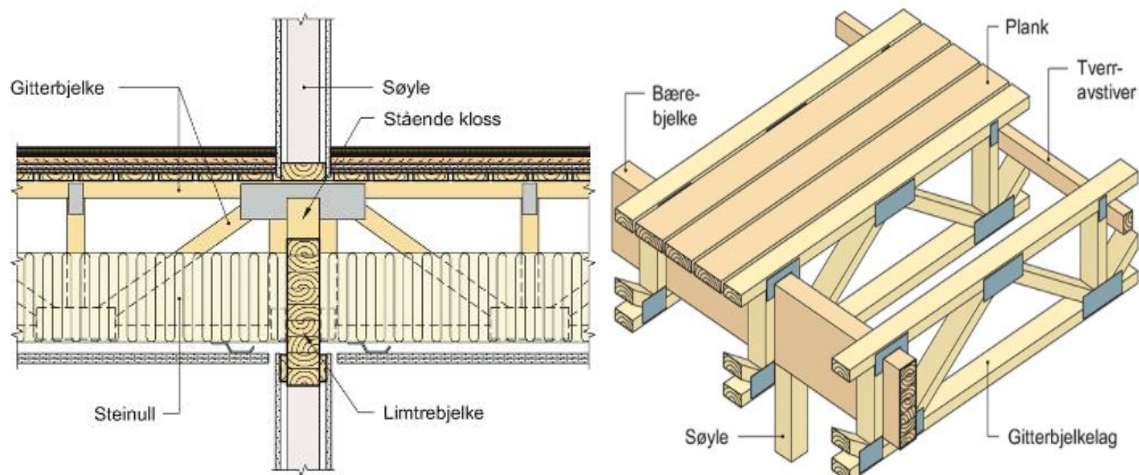 Gitterbjelke
Søyle
Stående kloss
Steinull
Limtrebjelke
Plank
Tverr-
avstiver
Bære-
bjelke
Søyle
Gitterbjelkelag